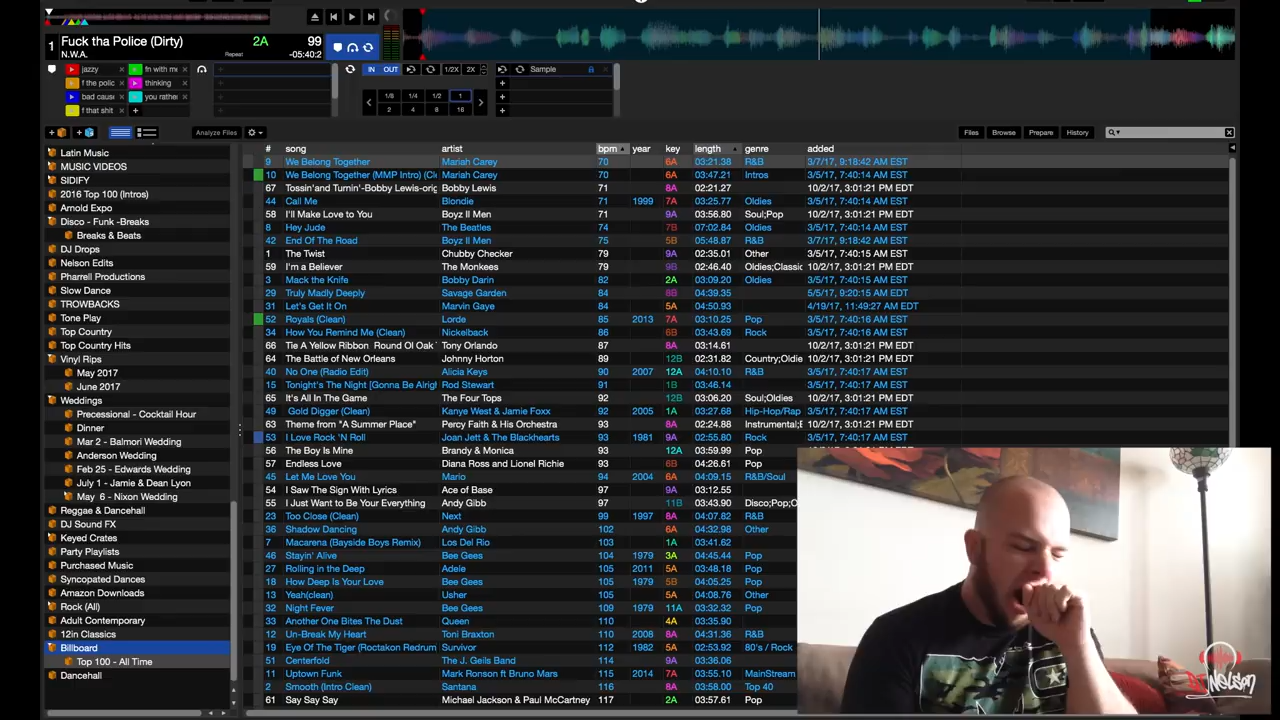 1 Fuck tha Police (Dirty) 2A 99
N.W.A. Repeat -05:40.2
jazzy fn with me
f the polic thinking
bad cause you rather
f that shit
IN OUT 1/2X 2X
1/8 1/4 1/2 1
2 4 8 16
Sample
Analyze Files Files Browse Prepare History
Latin Music
MUSIC VIDEOS
SIDIFY
2016 Top 100 (Intros)
Arnold Expo
Disco - Funk -Breaks
Breaks & Beats
DJ Drops
Nelson Edits
Pharrell Productions
Slow Dance
TROWBACKS
Tone Play
Top Country
Top Country Hits
Vinyl Rips
May 2017
June 2017
Weddings
Precessional - Cocktail Hour
Dinner
Mar 2 - Balmori Wedding
Anderson Wedding
Feb 25 - Edwards Wedding
July 1 - Jamie & Dean Lyon
May 6 - Nixon Wedding
Reggae & Dancehall
DJ Sound FX
Keyed Crates
Party Playlists
Purchased Music
Syncopated Dances
Amazon Downloads
Rock (All)
Adult Contemporary
12in Classics
Billboard
Top 100 - All Time
Dancehall
# song artist bpm year key length genre added
9 We Belong Together Mariah Carey 70 6A 03:21.38 R&B 3/7/17, 9:18:42 AM EST
10 We Belong Together (MMP Intro) (Cle Mariah Carey 70 6A 03:47.21 Intros 3/5/17, 7:40:14 AM EST
67 Tossin'and Turnin'-Bobby Lewis-orig Bobby Lewis 71 8A 02:21.27 10/2/17, 3:01:21 PM EDT
44 Call Me Blondie 71 1999 7A 03:25.77 Oldies 3/5/17, 7:40:14 AM EST
58 I'll Make Love to You Boyz II Men 71 9A 03:56.80 Soul;Pop 10/2/17, 3:01:21 PM EDT
8 Hey Jude The Beatles 74 7B 07:02.84 Oldies 3/5/17, 7:40:14 AM EST
42 End Of The Road Boyz II Men 75 5B 05:48.87 R&B 3/7/17, 9:18:42 AM EST
1 The Twist Chubby Checker 79 9A 02:35.01 Other 3/5/17, 7:40:15 AM EST
59 I'm a Believer The Monkees 79 9B 02:46.40 Oldies;Classic 10/2/17, 3:01:21 PM EDT
3 Mack the Knife Bobby Darin 82 2A 03:09.20 Oldies 3/5/17, 7:40:16 AM EST
29 Truly Madly Deeply Savage Garden 84 8B 04:39.35 5/5/17, 9:20:15 AM EST
31 Let's Get It On Marvin Gaye 84 5A 04:50.93 4/19/17, 11:49:27 AM EST
52 Royals (Clean) Lorde 85 2013 7A 03:10.25 Pop 3/5/17, 7:40:16 AM EST
34 How You Remind Me (Clean) Nickelback 86 6B 03:43.69 Rock 3/5/17, 7:40:16 AM EST
66 Tie A Yellow Ribbon Round Ol Oak Tony Orlando 87 8A 03:14.61 10/2/17, 3:01:21 PM EDT
64 The Battle of New Orleans Johnny Horton 89 12B 02:31.82 Country;Oldie 10/2/17, 3:01:21 PM EDT
40 No One (Radio Edit) Alicia Keys 90 2007 12A 04:10.10 R&B 3/5/17, 7:40:17 AM EST
15 Tonight's The Night [Gonna Be Alrigh Rod Stewart 91 1B 03:46.14 3/5/17, 7:40:17 AM EST
65 It's All In The Game The Four Tops 92 12B 03:06.20 Soul;Oldies 10/2/17, 3:01:21 PM EDT
49 Gold Digger (Clean) Kanye West & Jamie Foxx 92 2005 1A 03:27.68 Hip-Hop/Rap 3/5/17, 7:40:17 AM EST
63 Theme from "A Summer Place" Percy Faith & His Orchestra 93 8A 02:24.88 Instrumental;E 10/2/17, 3:01:21 PM EDT
53 I Love Rock 'N Roll Joan Jett & The Blackhearts 93 1981 9A 02:55.80 Rock 3/5/17, 7:40:17 AM EST
56 The Boy Is Mine Brandy & Monica 93 12A 03:59.99 Pop
57 Endless Love Diana Ross and Lionel Richie 93 6B 04:26.61 Pop
45 Let Me Love You Mario 94 2004 6A 04:09.15 R&B/Soul
54 I Saw The Sign With Lyrics Ace of Base 97 9A 03:12.55
55 I Just Want to Be Your Everything Andy Gibb 97 11B 03:43.90 Disco;Pop;O
23 Too Close (Clean) Next 99 1997 8A 04:07.82 R&B
36 Shadow Dancing Andy Gibb 102 6A 04:32.98 Other
7 Macarena (Bayside Boys Remix) Los Del Rio 103 1A 03:41.62
46 Stayin' Alive Bee Gees 104 1979 3A 04:45.44 Pop
27 Rolling in the Deep Adele 105 2011 5A 03:48.18 Pop
18 How Deep Is Your Love Bee Gees 105 1979 5B 04:05.25 Pop
13 Yeah(clean) Usher 105 5A 04:08.76 Other
32 Night Fever Bee Gees 109 1979 11A 03:32.32 Pop
33 Another One Bites The Dust Queen 110 4A 03:35.90
12 Un-Break My Heart Toni Braxton 110 2008 8A 04:31.36 R&B
19 Eye Of The Tiger (Roctakon Redrum Survivor 112 1982 5A 02:53.92 80's / Rock
51 Centerfold The J. Geils Band 114 9A 03:36.06
11 Uptown Funk Mark Ronson ft Bruno Mars 115 2014 7A 03:55.10 MainStream
2 Smooth (Intro Clean) Santana 116 8A 03:58.00 Top 40
61 Say Say Say Michael Jackson & Paul McCartney 117 2A 03:57.61 Pop
DJ Nelson